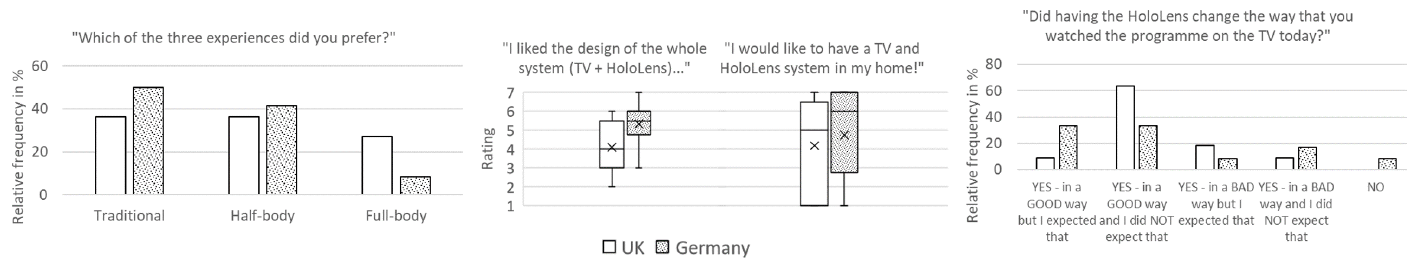 "Which of the three experiences did you prefer?"
Relative frequency in %
60
40
20
0
Traditional Half-body Full-body
"I liked the design of the whole
system (TV + HoloLens)..."
"I would like to have a TV and
HoloLens system in my home!"
Rating
7
6
5
4
3
2
1
UK Germany
"Did having the HoloLens change the way that you
watched the programme on the TV today?"
Relative frequency in %
80
60
40
20
0
YES - in a
GOOD way
but I expected
that
YES - in a
GOOD way
and I did NOT
expect that
YES - in a BAD
way but I
expected that
YES - in a BAD
way and I did
NOT expect
that
NO